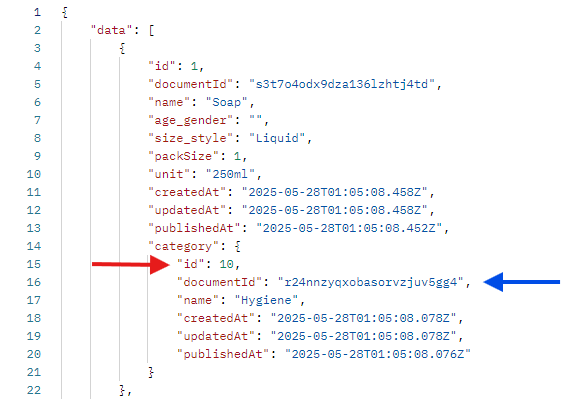 1 {
2 "data": [
3 {
4 "id": 1,
5 "documentId": "s3t7o4odx9dza136lzhtj4td",
6 "name": "Soap",
7 "age_gender": "",
8 "size_style": "Liquid",
9 "packSize": 1,
10 "unit": "250ml",
11 "createdAt": "2025-05-28T01:05:08.458Z",
12 "updatedAt": "2025-05-28T01:05:08.458Z",
13 "publishedAt": "2025-05-28T01:05:08.452Z",
14 "category": {
15 "id": 10,
16 "documentId": "r24nnzyqxobasorvzjuv5gg4",
17 "name": "Hygiene",
18 "createdAt": "2025-05-28T01:05:08.078Z",
19 "updatedAt": "2025-05-28T01:05:08.078Z",
20 "publishedAt": "2025-05-28T01:05:08.076Z"
21 }
22 },